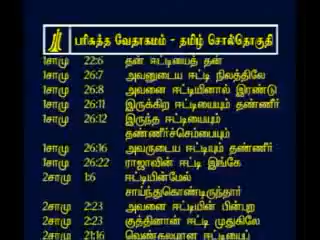 பரிசுத்த வேதாகமம் - தமிழ் சொல்தொகுதி
1சாமு 22:6 தன் ஈட்டியைத் தன்
1சாமு 26:7 அவனுடைய ஈட்டி நிலத்திலே
1சாமு 26:8 அவனை ஈட்டியினால் இரண்டு
1சாமு 26:11 இருக்கிற ஈட்டியையும் தண்ணீர்
1சாமு 26:12 இருந்த ஈட்டியையும்
தண்ணீர்ச்செம்பையும்
1சாமு 26:16 அவருடைய ஈட்டியும் தண்ணீர்
1சாமு 26:22 ராஜாவின் ஈட்டி இங்கே
2சாமு 1:6 ஈட்டியின்மேல்
சாய்ந்துகொண்டிருந்தார்
2சாமு 2:23 அவனை ஈட்டியின் பின்புற
2சாமு 2:23 குத்தினான் ஈட்டி முதுகிலே
2சாமு 21:16 வெண்கலமான ஈட்டியைப்